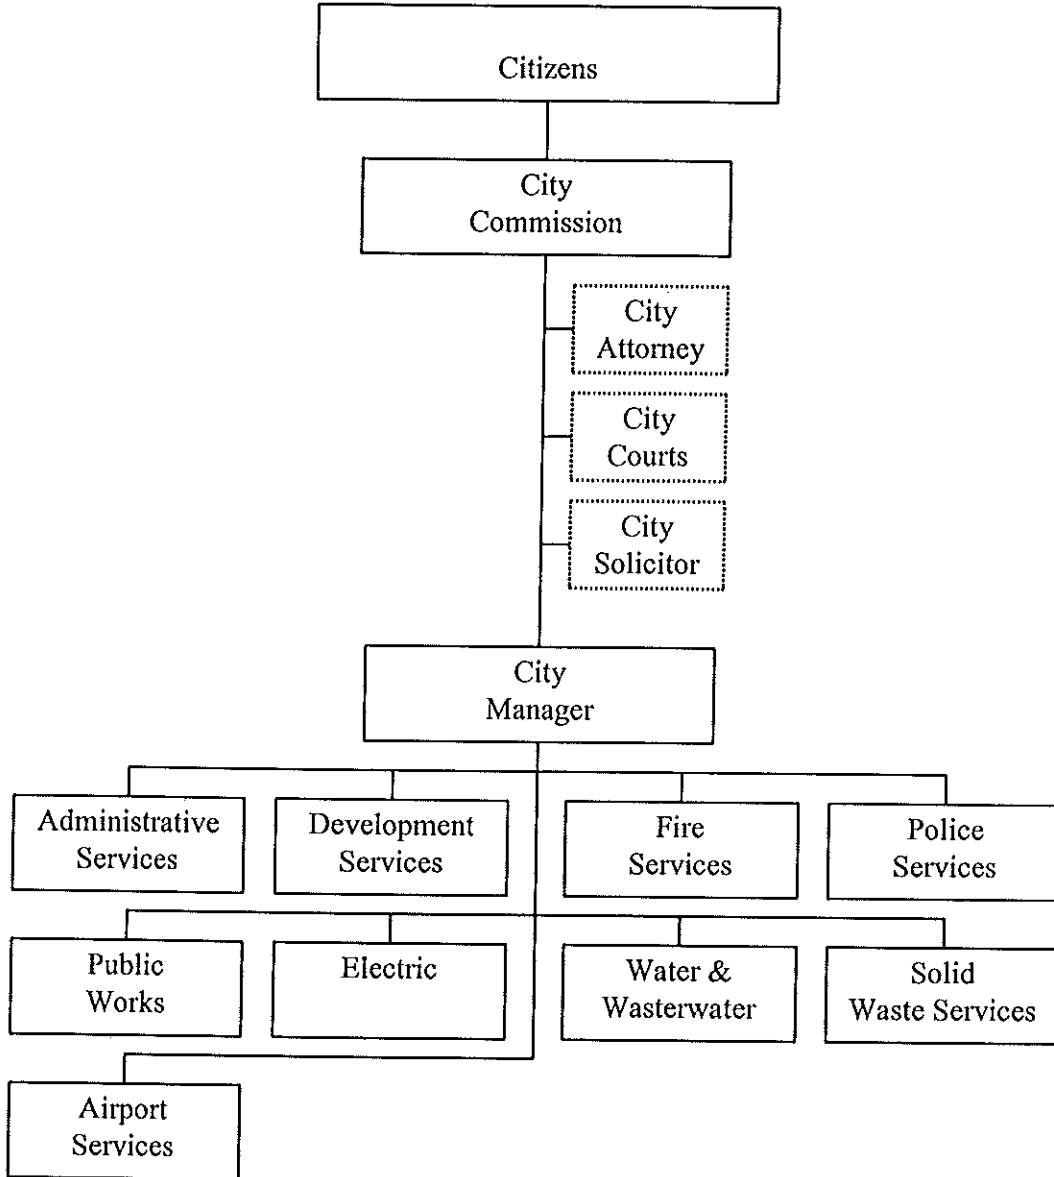 Citizens
City
Commission
City
Attorney
City
Courts
City
Solicitor
City
Manager
Administrative
Services
Development
Services
Fire
Services
Police
Services
Public
Works
Electric
Water &
Wasterwater
Solid
Waste Services
Airport
Services